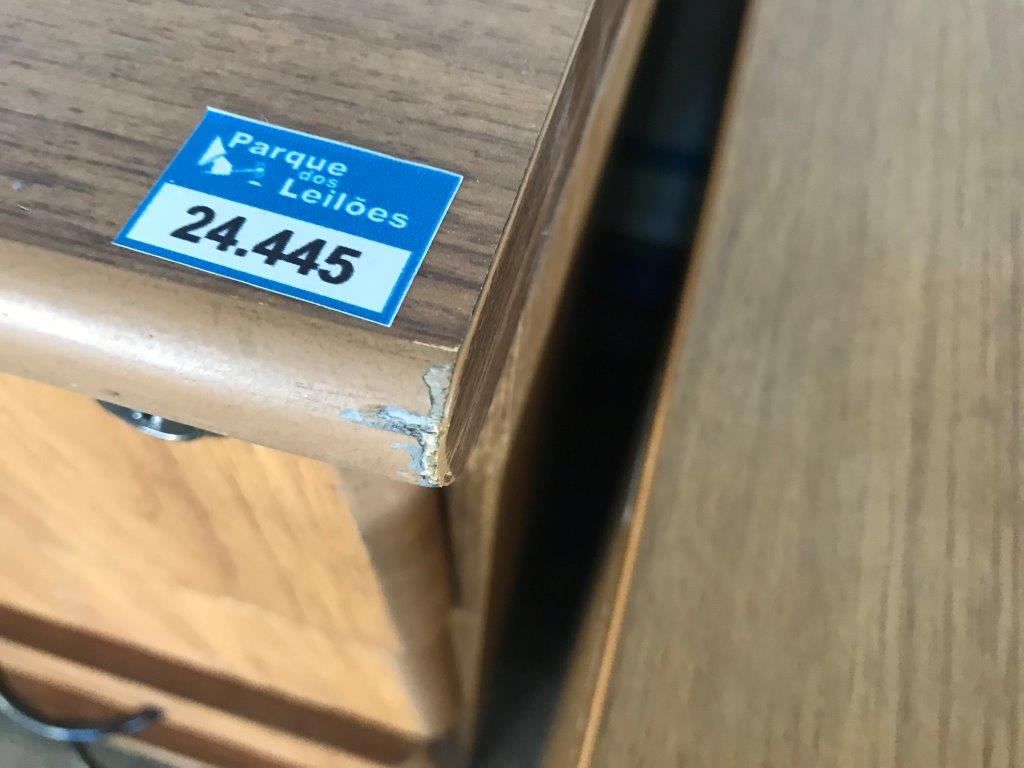 Parque
dos
Leilões
24.445